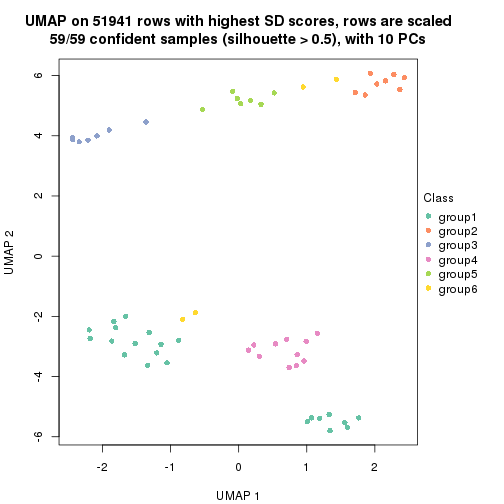 UMAP on 51941 rows with highest SD scores, rows are scaled
59/59 confident samples (silhouette > 0.5), with 10 PCs
6
4
2
0
-2
-4
-6
UMAP 2
-2
-1
0
1
2
UMAP 1
Class
group1
group2
group3
group4
group5
group6